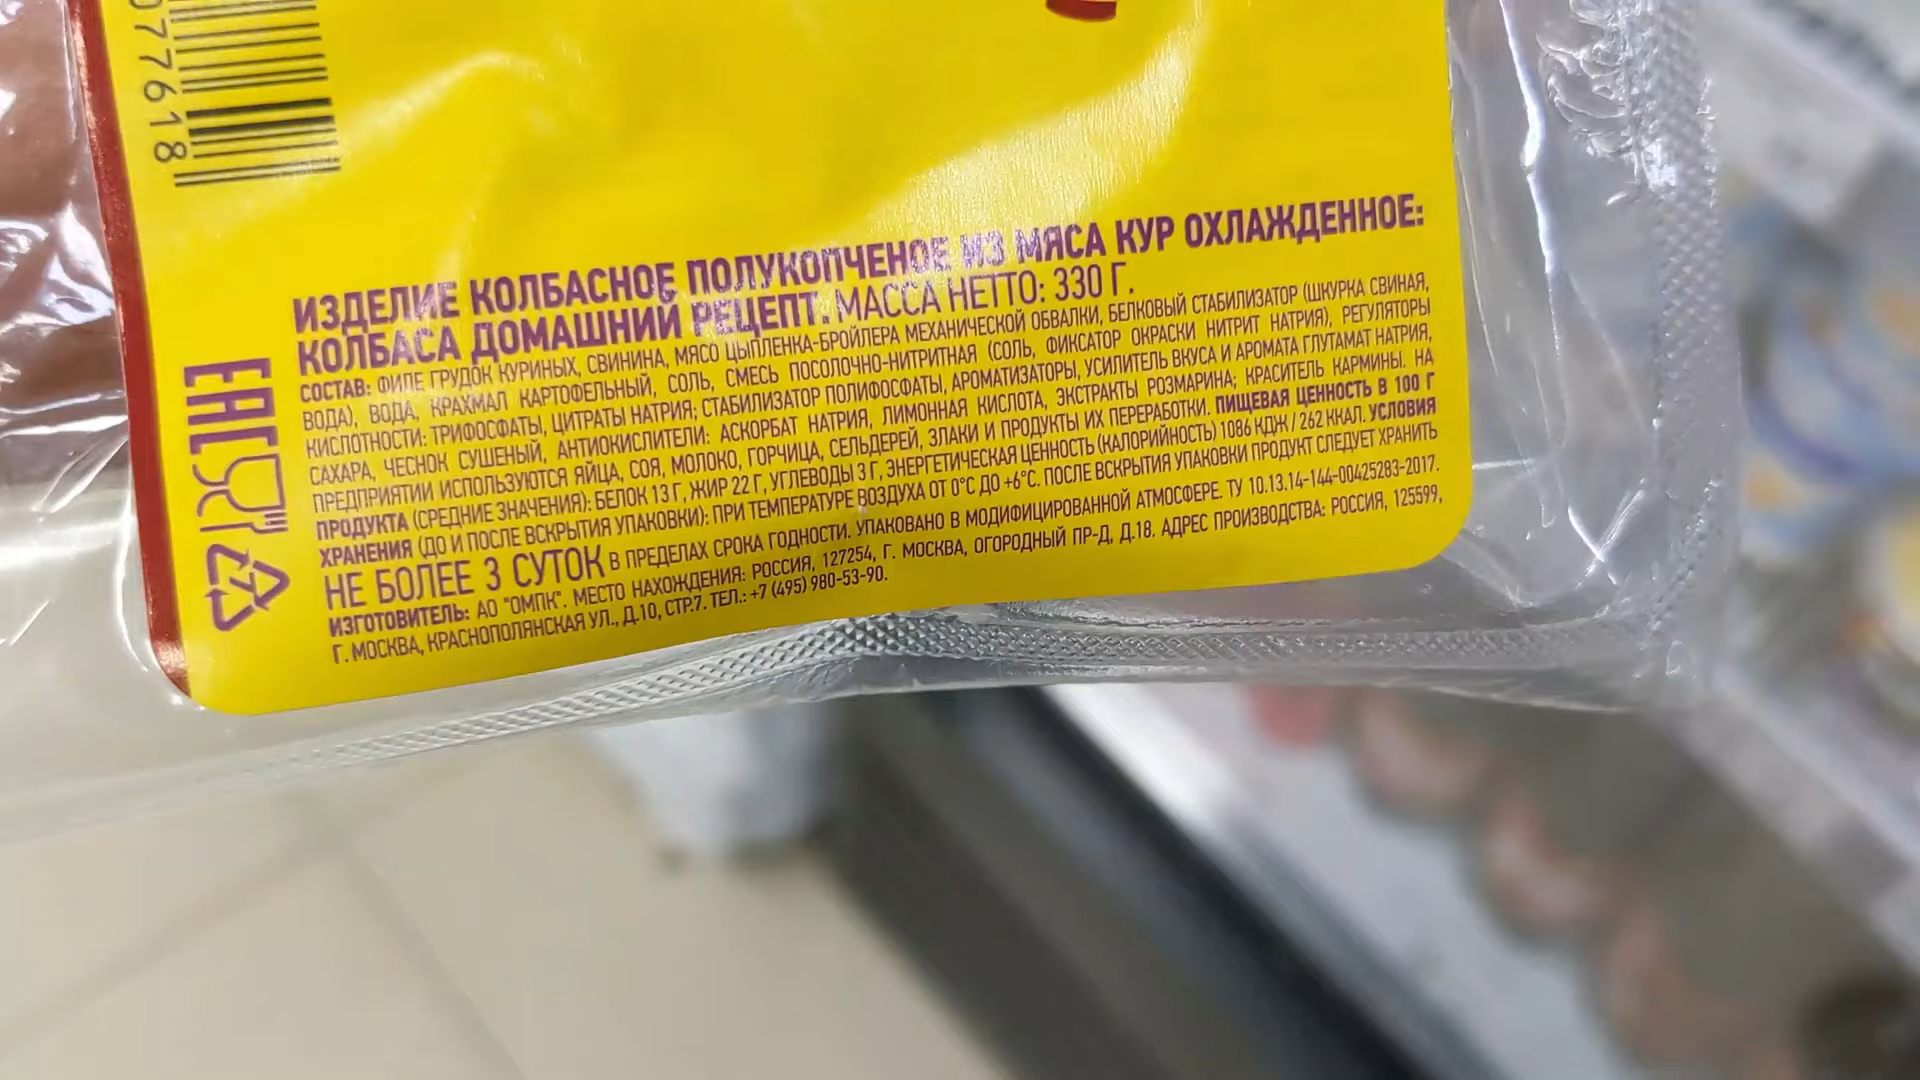 077618
ИЗДЕЛИЕ КОЛБАСНОЕ ПОЛУКОПЧЕНОЕ ИЗ МЯСА КУР ОХЛАЖДЕННОЕ:
КОЛБАСА ДОМАШНИЙ РЕЦЕПТ. МАССА НЕТТО: 330 Г.
СОСТАВ: ФИЛЕ ГРУДОК КУРИНЫХ, СВИНИНА, МЯСО ЦЫПЛЕНКА-БРОЙЛЕРА МЕХАНИЧЕСКОЙ ОБВАЛКИ, БЕЛКОВЫЙ СТАБИЛИЗАТОР (ШКУРКА СВИНАЯ,
ВОДА), ВОДА, КРАХМАЛ КАРТОФЕЛЬНЫЙ, СОЛЬ, СМЕСЬ ПОСОЛОЧНО-НИТРИТНАЯ (СОЛЬ, ФИКСАТОР ОКРАСКИ НИТРИТ НАТРИЯ), РЕГУЛЯТОРЫ
КИСЛОТНОСТИ: ТРИФОСФАТЫ, ЦИТРАТЫ НАТРИЯ; СТАБИЛИЗАТОР ПОЛИФОСФАТЫ, АРОМАТИЗАТОРЫ, УСИЛИТЕЛЬ ВКУСА И АРОМАТА ГЛУТАМАТ НАТРИЯ,
САХАРА, ЧЕСНОК СУШЕНЫЙ, АНТИОКИСЛИТЕЛИ: АСКОРБАТ НАТРИЯ, ЛИМОННАЯ КИСЛОТА, ЭКСТРАКТЫ РОЗМАРИНА; КРАСИТЕЛЬ КАРМИНЫ. НА
ПРЕДПРИЯТИИ ИСПОЛЬЗУЮТСЯ ЯЙЦА, СОЯ, МОЛОКО, ГОРЧИЦА, СЕЛЬДЕРЕЙ, ЗЛАКИ И ПРОДУКТЫ ИХ ПЕРЕРАБОТКИ. ПИЩЕВАЯ ЦЕННОСТЬ В 100 Г
ПРОДУКТА (СРЕДНИЕ ЗНАЧЕНИЯ): БЕЛОК 13 Г, ЖИР 22 Г, УГЛЕВОДЫ 3 Г, ЭНЕРГЕТИЧЕСКАЯ ЦЕННОСТЬ (КАЛОРИЙНОСТЬ) 1086 КДЖ / 262 ККАЛ. УСЛОВИЯ
ХРАНЕНИЯ (ДО И ПОСЛЕ ВСКРЫТИЯ УПАКОВКИ): ПРИ ТЕМПЕРАТУРЕ ВОЗДУХА ОТ 0°С ДО +6°С. ПОСЛЕ ВСКРЫТИЯ УПАКОВКИ ПРОДУКТ СЛЕДУЕТ ХРАНИТЬ
НЕ БОЛЕЕ 3 СУТОК В ПРЕДЕЛАХ СРОКА ГОДНОСТИ. УПАКОВАНО В МОДИФИЦИРОВАННОЙ АТМОСФЕРЕ. ТУ 10.13.14-144-00425283-2017.
ИЗГОТОВИТЕЛЬ: АО "ОМПК". МЕСТО НАХОЖДЕНИЯ: РОССИЯ, 127254, Г. МОСКВА, ОГОРОДНЫЙ ПР-Д, Д.18. АДРЕС ПРОИЗВОДСТВА: РОССИЯ, 125599,
Г. МОСКВА, КРАСНОПОЛЯНСКАЯ УЛ., Д.10, СТР.7. ТЕЛ.: +7 (495) 980-53-90.
EAC
7